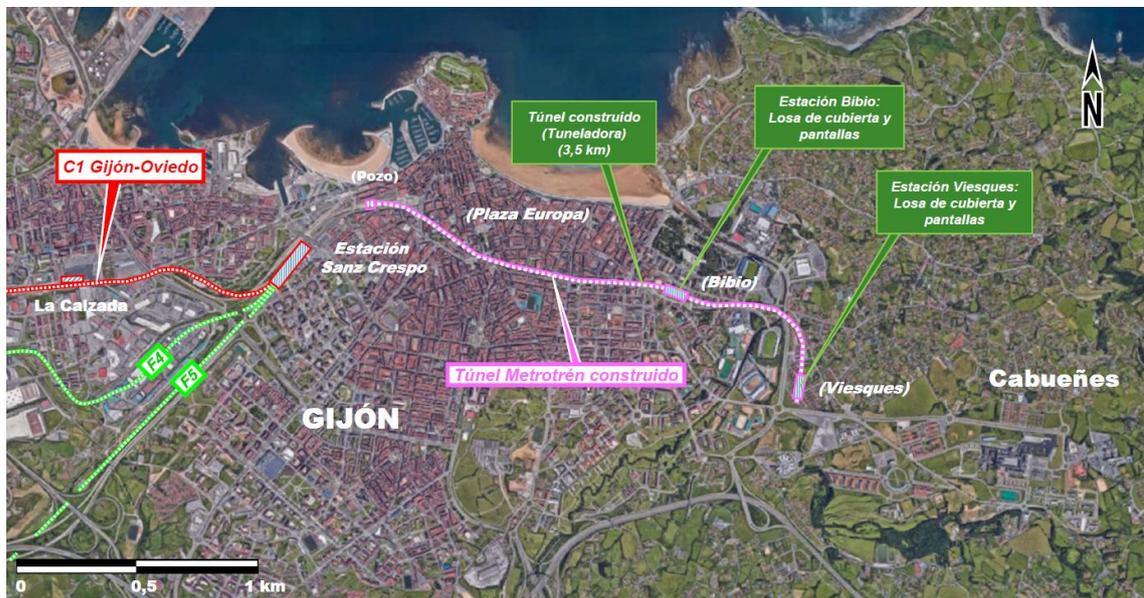 Estación Bibio:
Losa de cubierta y
pantallas
Túnel construido
(Tuneladora)
(3,5 km)
N
C1 Gijón-Oviedo
(Pozo)
Estación Viesques:
Losa de cubierta y
pantallas
(Plaza Europa)
Estación
Sanz Crespo
(Bibio)
La Calzada
F4
F5
Túnel Metrotrén construido
(Viesques)
Cabueñes
GIJÓN
0 0,5 1 km